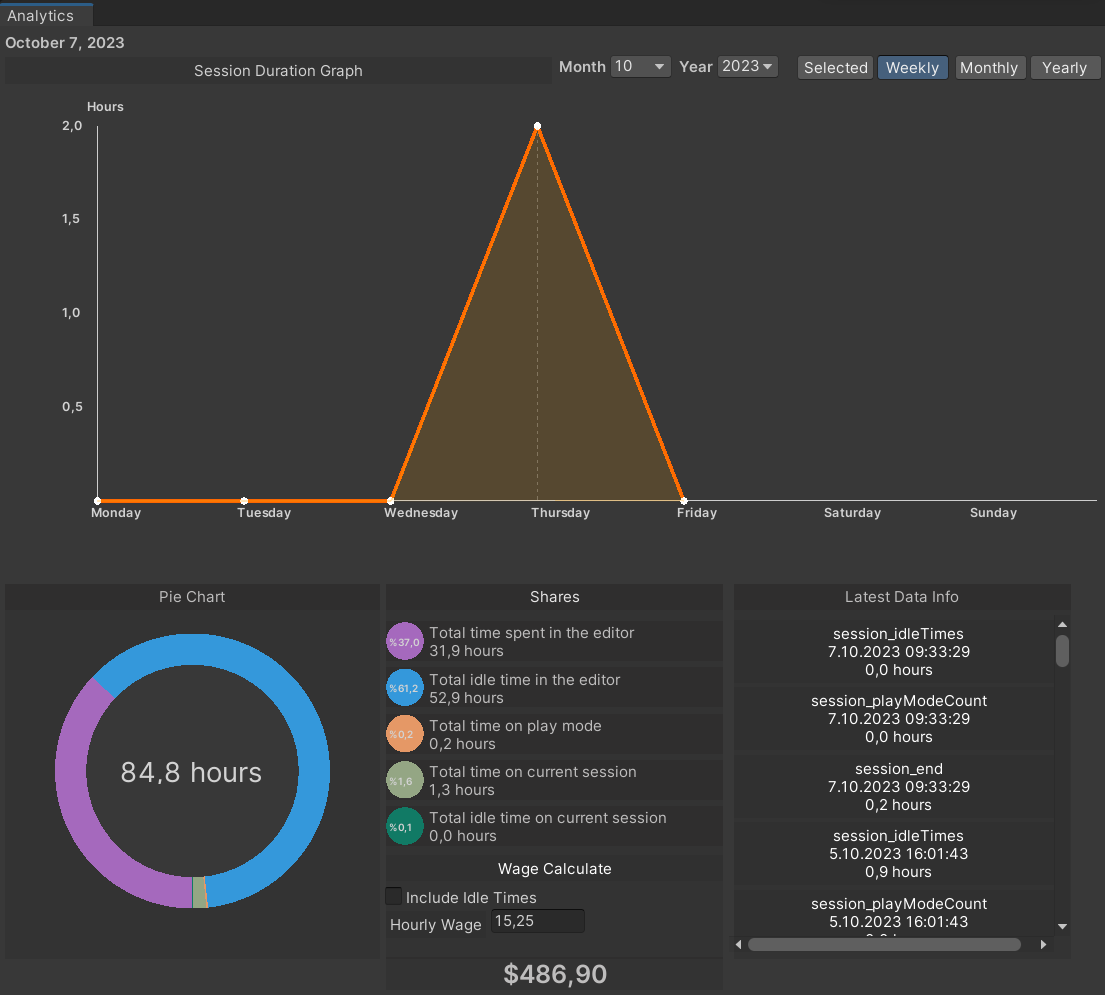 Analytics
October 7, 2023
Session Duration Graph
Month 10 Year 2023 Selected Weekly Monthly Yearly
Hours
2,0
1,5
1,0
0,5
Monday Tuesday Wednesday Thursday Friday Saturday Sunday
Pie Chart
84,8 hours
Shares
%37,0 Total time spent in the editor
31,9 hours
%61,2 Total idle time in the editor
52,9 hours
%0,2 Total time on play mode
0,2 hours
%1,6 Total time on current session
1,3 hours
%0,1 Total idle time on current session
0,0 hours
Wage Calculate
Include Idle Times
Hourly Wage 15,25
$486,90
Latest Data Info
session_idleTimes
7.10.2023 09:33:29
0,0 hours
session_playModeCount
7.10.2023 09:33:29
0,0 hours
session_end
7.10.2023 09:33:29
0,2 hours
session_idleTimes
5.10.2023 16:01:43
0,9 hours
session_playModeCount
5.10.2023 16:01:43